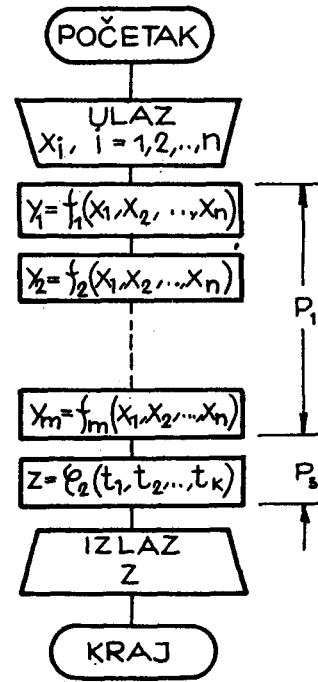 POČETAK
ULAZ
xᵢ, i = 1,2,..,n
y₁=f₁(x₁,x₂,..,xₙ)
y₂=f₂(x₁,x₂,..,xₙ)
P₁
yₘ=fₘ(x₁,x₂,..,xₙ)
z=φ₂(t₁,t₂,..,tₖ)
P₃
IZLAZ
Z
KRAJ